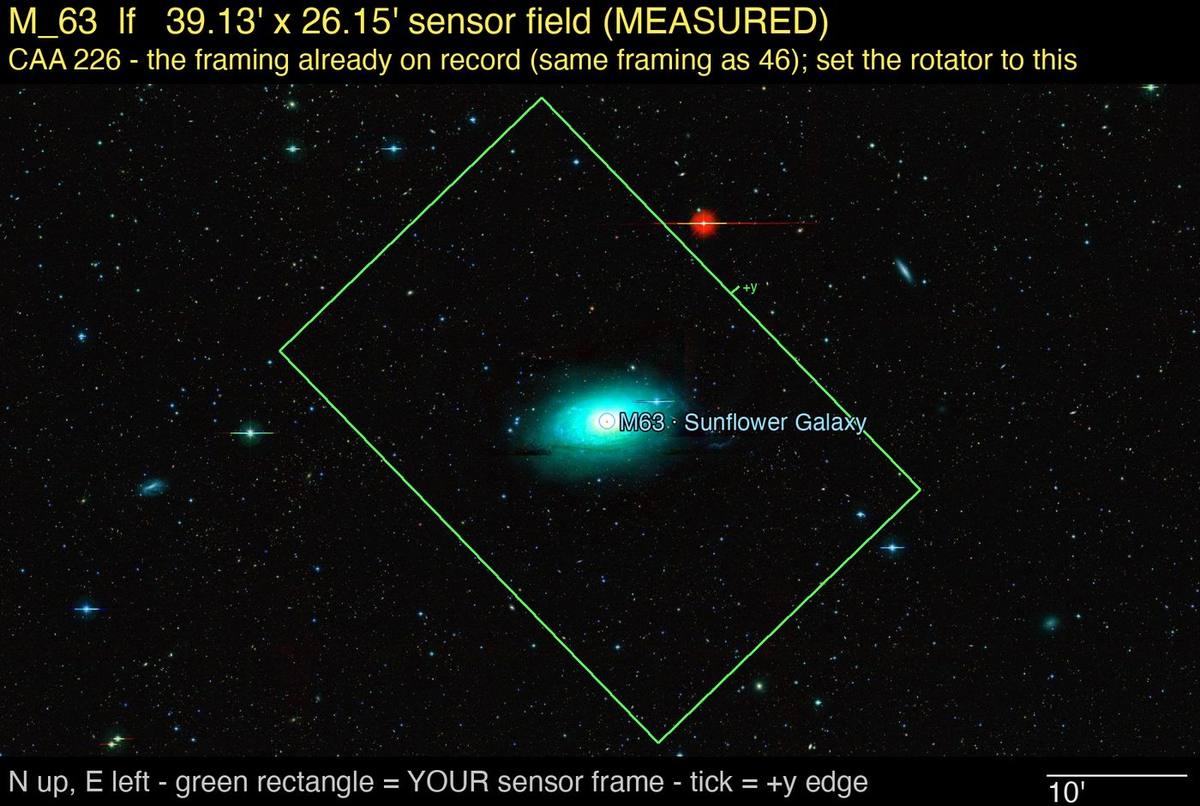 M_63 lf 39.13' x 26.15' sensor field (MEASURED)
CAA 226 - the framing already on record (same framing as 46); set the rotator to this
+y
M63 · Sunflower Galaxy
N up, E left - green rectangle = YOUR sensor frame - tick = +y edge
10'